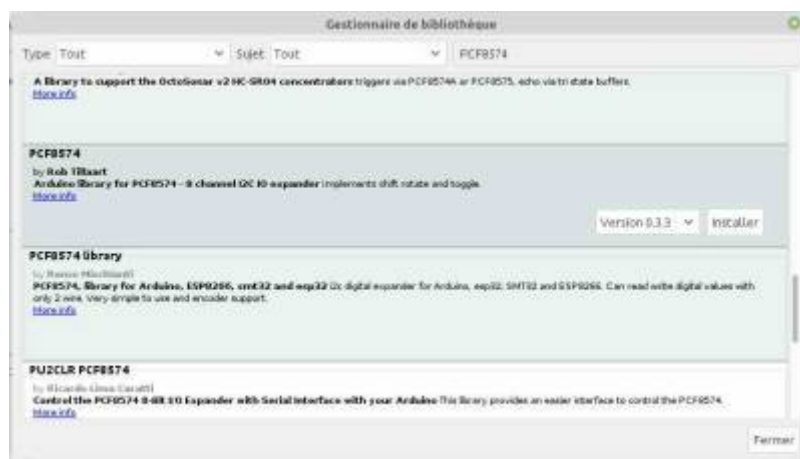 Gestionnaire de bibliothèque
Type Tout Sujet Tout PCF8574
A library to support the OctoSonar v2 HC-SR04 concentrators triggers via PCF8574A or PCF8575, echo via tri state buffers.
More info
PCF8574
by Rob Tillaart
Arduino library for PCF8574 - 8 channel I2C IO expander implements shift rotate and toggle.
More info
Version 0.3.3 Installer
PCF8574 library
by Renzo Mischianti
PCF8574, library for Arduino, ESP8266, smt32 and esp32 i2c digital expander for Arduino, esp32, SMT32 and ESP8266. Can read write digital values with
only 2 wire. Very simple to use and encoder support.
More info
PU2CLR PCF8574
by Ricardo Lima Caratti
Control the PCF8574 8-Bit I/O Expander with Serial Interface with your Arduino This library provides an easier interface to control the PCF8574.
More info
Fermer